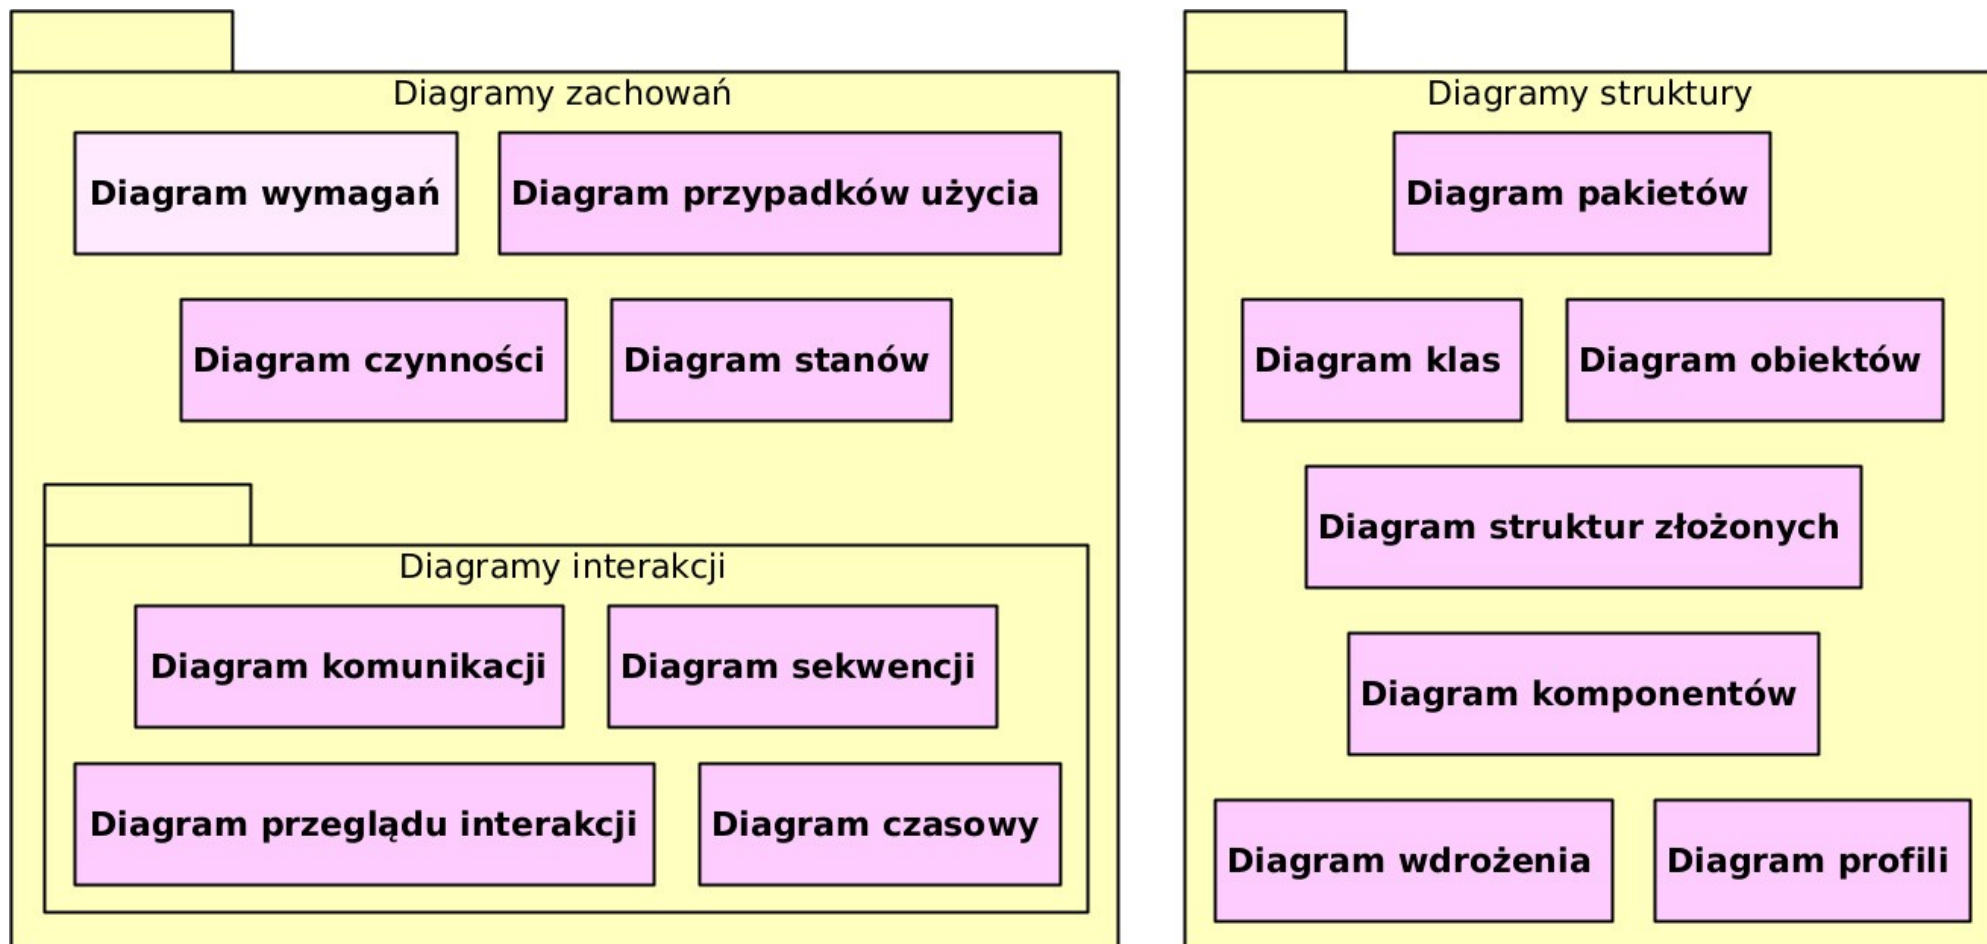 Diagramy zachowań
Diagram wymagań
Diagram przypadków użycia
Diagram czynności
Diagram stanów
Diagramy interakcji
Diagram komunikacji
Diagram sekwencji
Diagram przeglądu interakcji
Diagram czasowy
Diagramy struktury
Diagram pakietów
Diagram klas
Diagram obiektów
Diagram struktur złożonych
Diagram komponentów
Diagram wdrożenia
Diagram profili